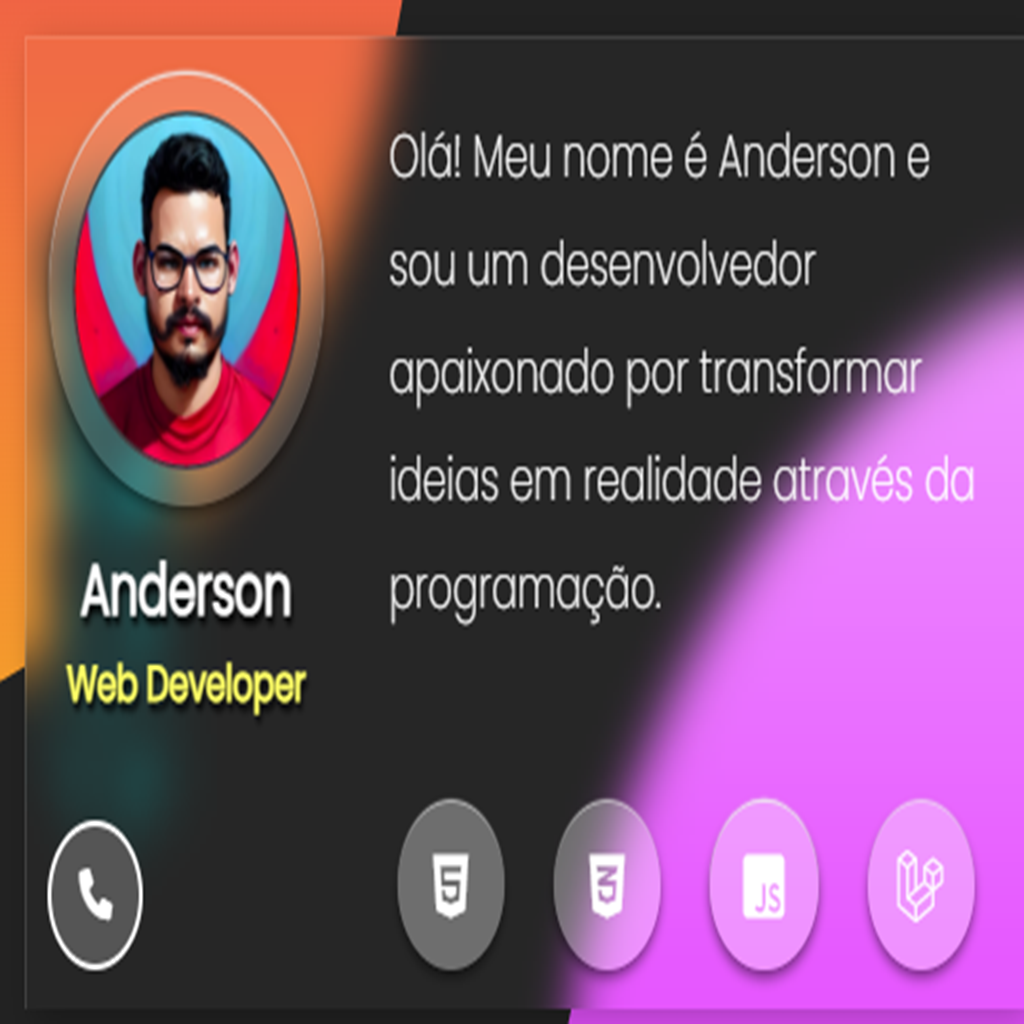 Olá! Meu nome é Anderson e
sou um desenvolvedor
apaixonado por transformar
ideias em realidade através da
programação.
Anderson
Web Developer
5
3
JS